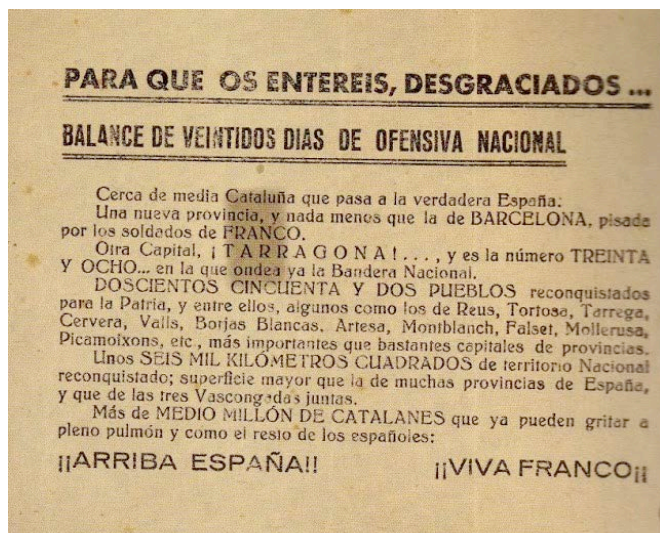 PARA QUE OS ENTEREIS, DESGRACIADOS ...
BALANCE DE VEINTIDOS DIAS DE OFENSIVA NACIONAL
Cerca de media Cataluña que pasa a la verdadera España.
Una nueva provincia, y nada menos que la de BARCELONA, pisada
por los soldados de FRANCO.
Otra Capital, ¡TARRAGONA!..., y es la número TREINTA
Y OCHO... en la que ondea ya la Bandera Nacional.
DOSCIENTOS CINCUENTA Y DOS PUEBLOS reconquistados
para la Patria, y entre ellos, algunos como los de Reus, Tortosa, Tarrega,
Cervera, Valls, Borjas Blancas, Artesa, Montblanch, Falset, Mollerusa,
Picamoixons, etc., más importantes que bastantes capitales de provincias.
Unos SEIS MIL KILÓMETROS CUADRADOS de territorio Nacional
reconquistado; superficie mayor que la de muchas provincias de España,
y que de las tres Vascongadas juntas.
Más de MEDIO MILLÓN DE CATALANES que ya pueden gritar a
pleno pulmón y como el resto de los españoles:
¡¡ARRIBA ESPAÑA!! ¡¡VIVA FRANCO¡¡